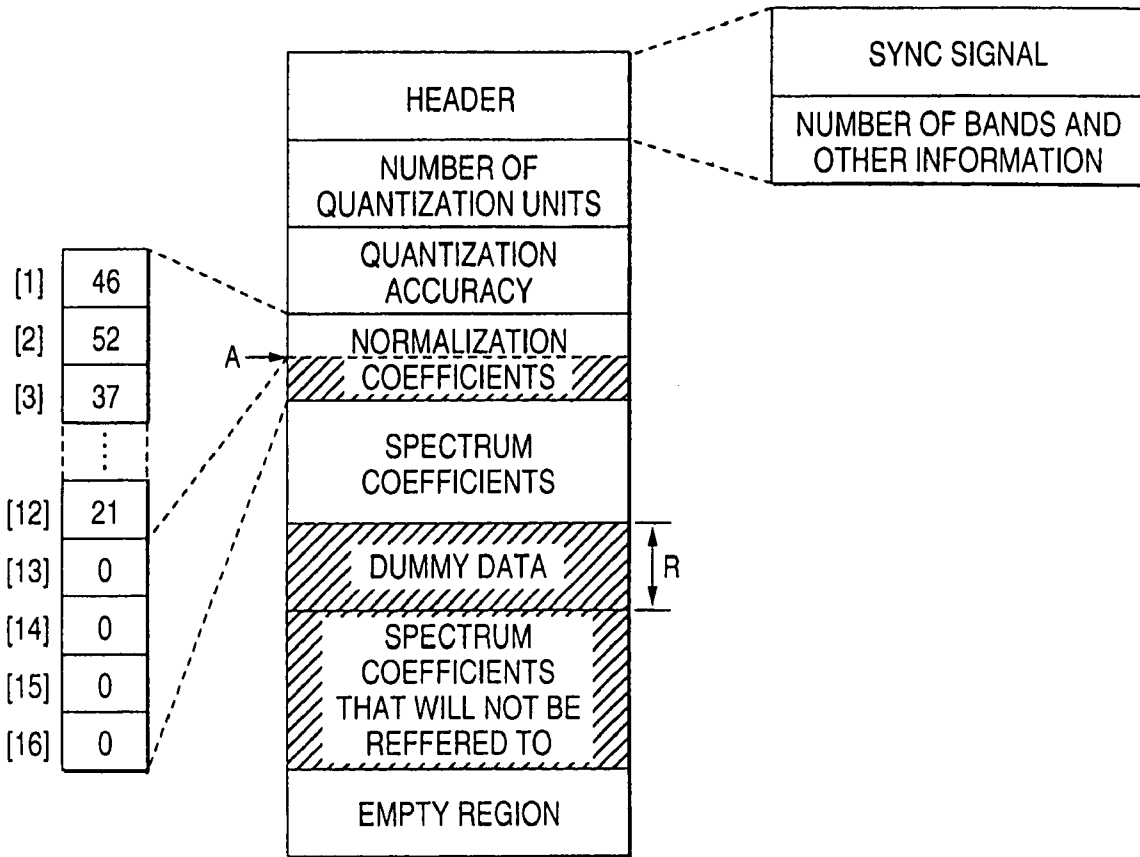 SYNC SIGNAL
NUMBER OF BANDS AND
OTHER INFORMATION
HEADER
NUMBER OF
QUANTIZATION UNITS
QUANTIZATION
ACCURACY
NORMALIZATION
COEFFICIENTS
SPECTRUM
COEFFICIENTS
DUMMY DATA
SPECTRUM
COEFFICIENTS
THAT WILL NOT BE
REFFERED TO
EMPTY REGION
A
R
[1] 46
[2] 52
[3] 37
⋮
[12] 21
[13] 0
[14] 0
[15] 0
[16] 0